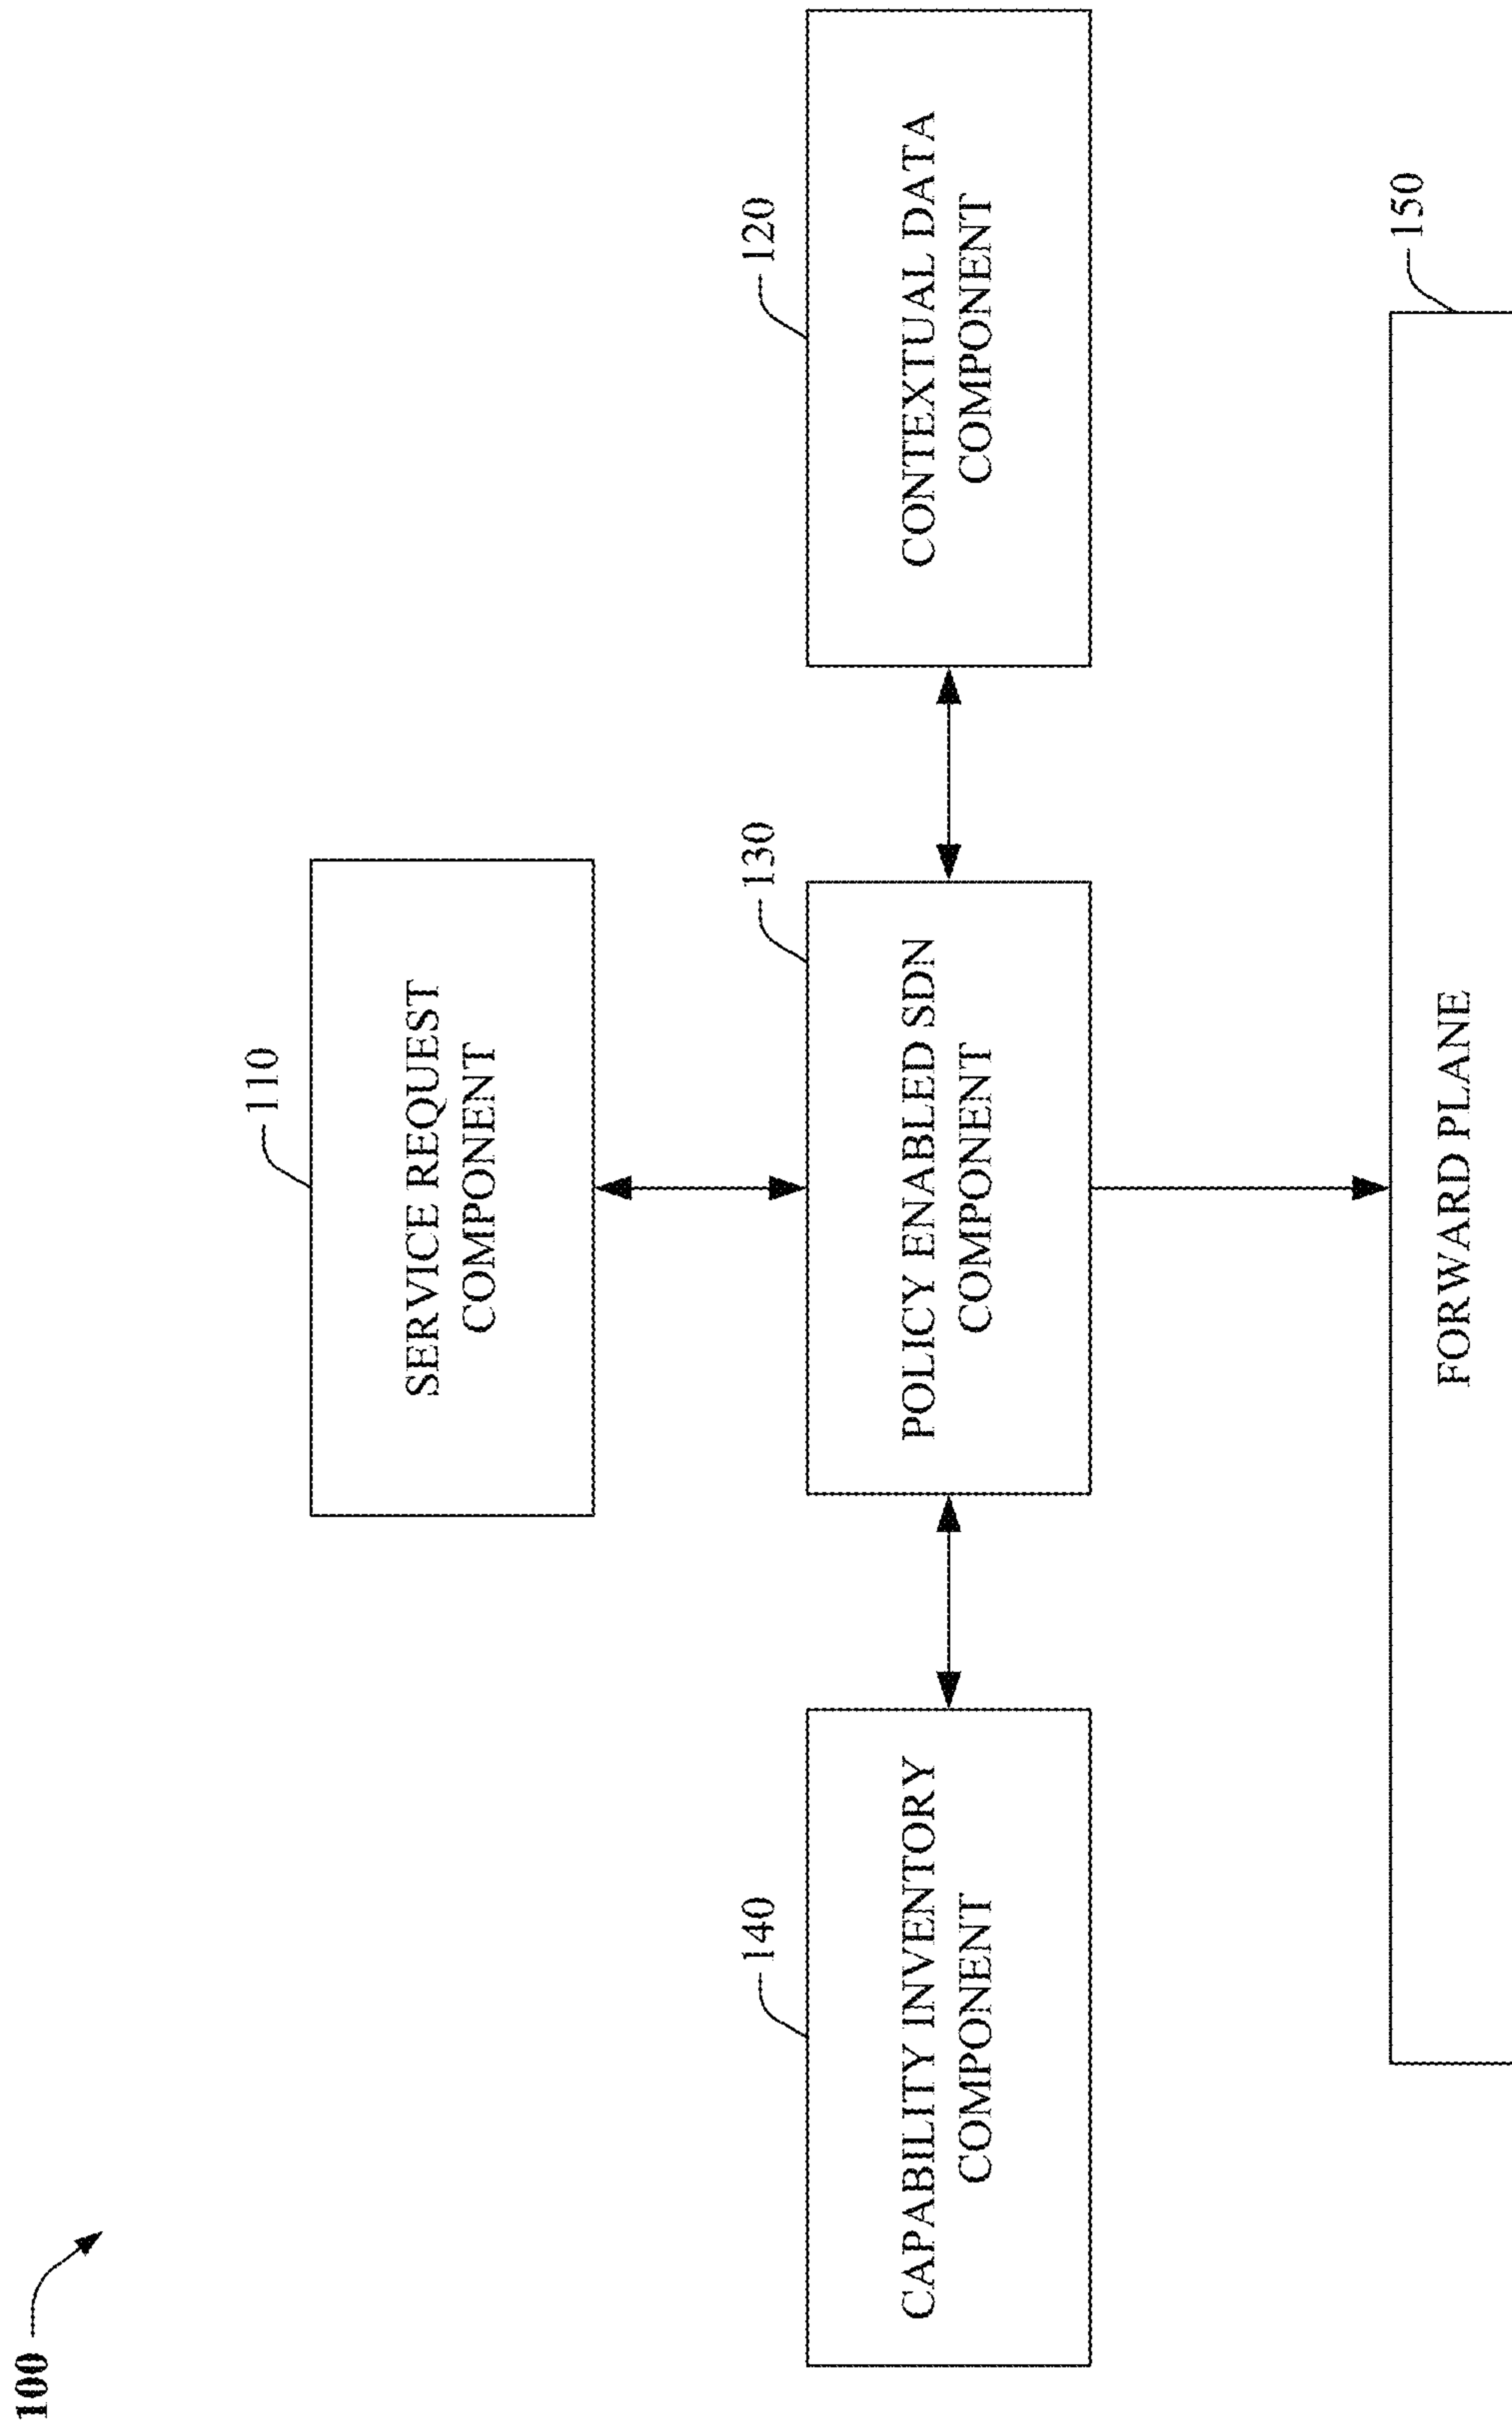 100
110
SERVICE REQUEST
COMPONENT
140
CAPABILITY INVENTORY
COMPONENT
130
POLICY ENABLED SDN
COMPONENT
120
CONTEXTUAL DATA
COMPONENT
150
FORWARD PLANE